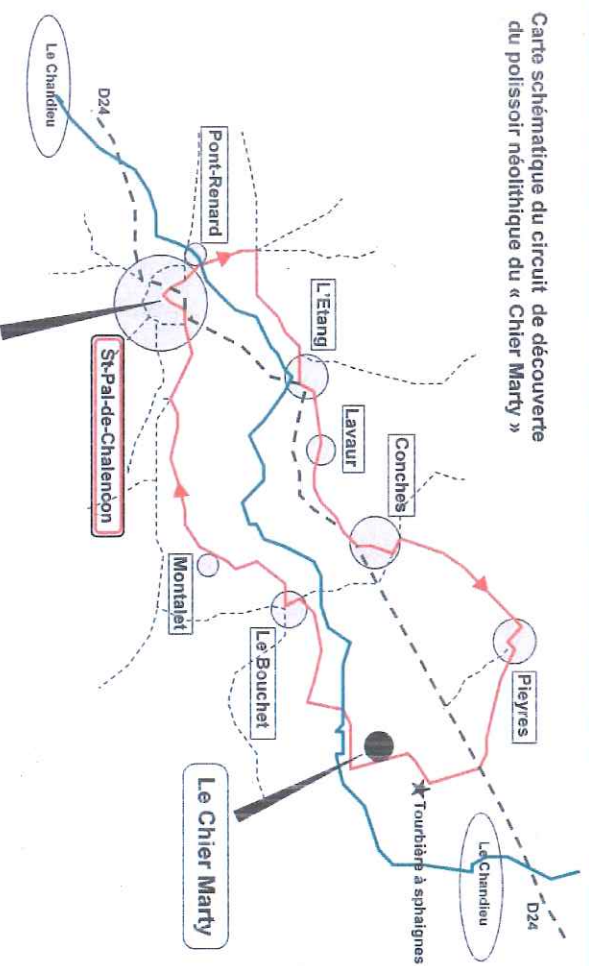 Carte schématique du circuit de découverte
du polissoir néolithique du « Chier Marty »
Le Chandieu
D24
Pont-Renard
L'Etang
Lavaur
Conches
Pieyres
St-Pal-de-Chalencon
Montalet
Le Bouchet
Le Chier Marty
Tourbière à sphaignes
Le Chandieu
D24